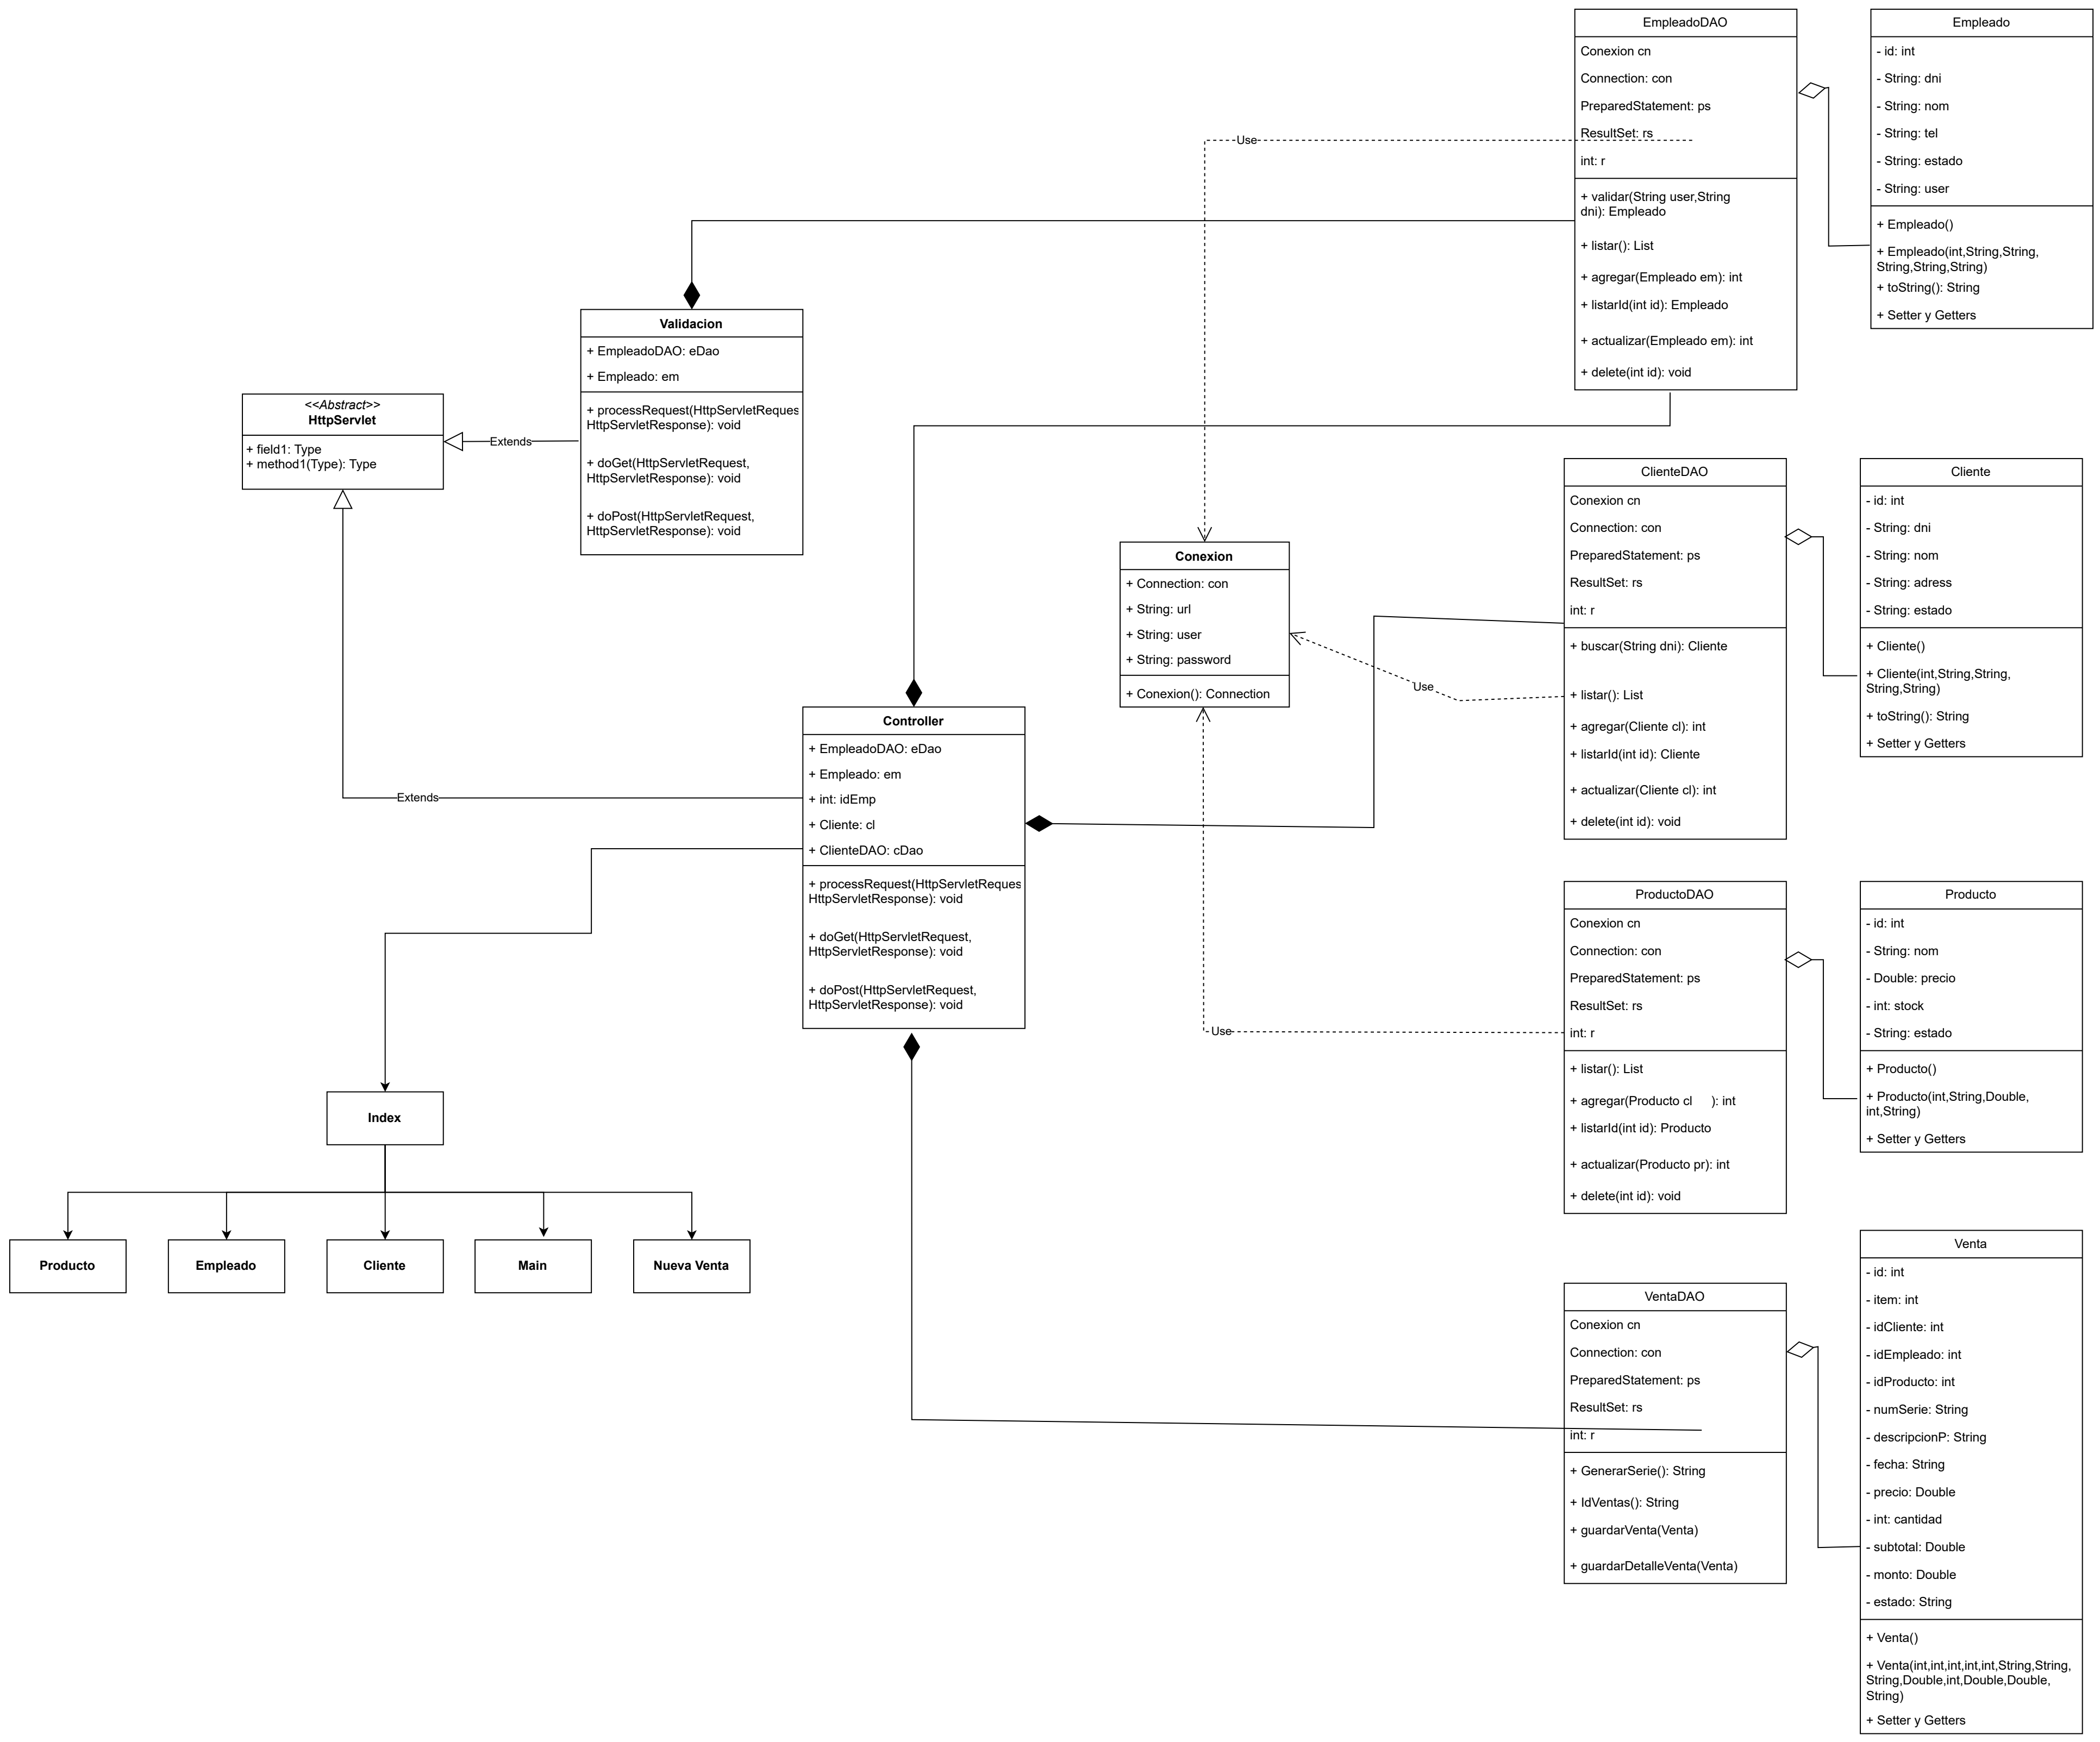 EmpleadoDAO
Conexion cn
Connection: con
PreparedStatement: ps
ResultSet: rs
int: r
+ validar(String user,String
dni): Empleado
+ listar(): List
+ agregar(Empleado em): int
+ listarId(int id): Empleado
+ actualizar(Empleado em): int
+ delete(int id): void
Empleado
- id: int
- String: dni
- String: nom
- String: tel
- String: estado
- String: user
+ Empleado()
+ Empleado(int,String,String,
String,String,String)
+ toString(): String
+ Setter y Getters
Use
Validacion
+ EmpleadoDAO: eDao
+ Empleado: em
+ processRequest(HttpServletReques
HttpServletResponse): void
+ doGet(HttpServletRequest,
HttpServletResponse): void
+ doPost(HttpServletRequest,
HttpServletResponse): void
<<Abstract>>
HttpServlet
+ field1: Type
+ method1(Type): Type
Extends
Extends
Conexion
+ Connection: con
+ String: url
+ String: user
+ String: password
+ Conexion(): Connection
Use
Use
ClienteDAO
Conexion cn
Connection: con
PreparedStatement: ps
ResultSet: rs
int: r
+ buscar(String dni): Cliente
+ listar(): List
+ agregar(Cliente cl): int
+ listarId(int id): Cliente
+ actualizar(Cliente cl): int
+ delete(int id): void
Cliente
- id: int
- String: dni
- String: nom
- String: adress
- String: estado
+ Cliente()
+ Cliente(int,String,String,
String,String)
+ toString(): String
+ Setter y Getters
Controller
+ EmpleadoDAO: eDao
+ Empleado: em
+ int: idEmp
+ Cliente: cl
+ ClienteDAO: cDao
+ processRequest(HttpServletReques
HttpServletResponse): void
+ doGet(HttpServletRequest,
HttpServletResponse): void
+ doPost(HttpServletRequest,
HttpServletResponse): void
ProductoDAO
Conexion cn
Connection: con
PreparedStatement: ps
ResultSet: rs
int: r
+ listar(): List
+ agregar(Producto cl ): int
+ listarId(int id): Producto
+ actualizar(Producto pr): int
+ delete(int id): void
Producto
- id: int
- String: nom
- Double: precio
- int: stock
- String: estado
+ Producto()
+ Producto(int,String,Double,
int,String)
+ Setter y Getters
Index
Producto
Empleado
Cliente
Main
Nueva Venta
VentaDAO
Conexion cn
Connection: con
PreparedStatement: ps
ResultSet: rs
int: r
+ GenerarSerie(): String
+ IdVentas(): String
+ guardarVenta(Venta)
+ guardarDetalleVenta(Venta)
Venta
- id: int
- item: int
- idCliente: int
- idEmpleado: int
- idProducto: int
- numSerie: String
- descripcionP: String
- fecha: String
- precio: Double
- int: cantidad
- subtotal: Double
- monto: Double
- estado: String
+ Venta()
+ Venta(int,int,int,int,int,String,String,
String,Double,int,Double,Double,
String)
+ Setter y Getters